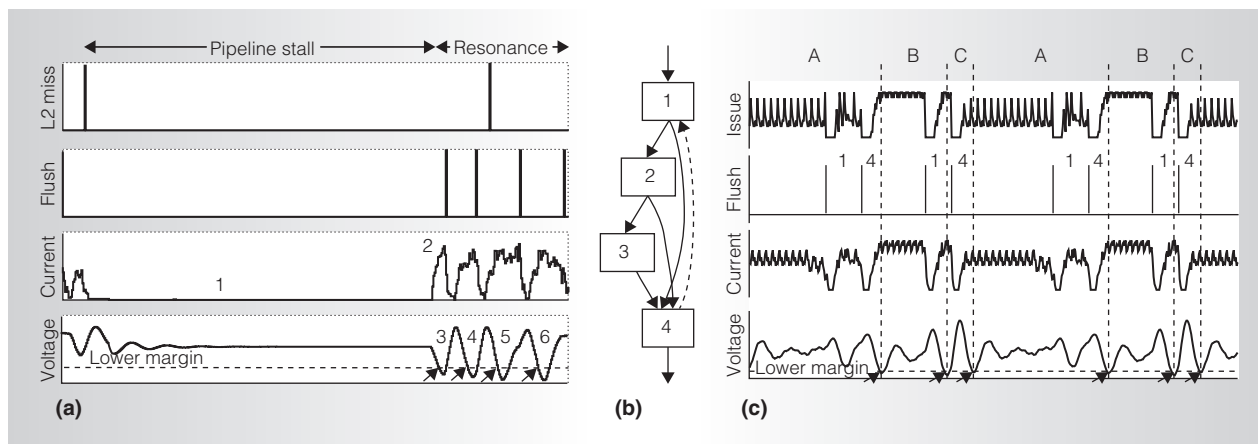 Pipeline stall
Resonance
L2 miss
Flush
Current
1
2
Voltage
Lower margin
3
4
5
6
(a)
1
2
3
4
(b)
A
B
C
A
B
C
Issue
Flush
1
4
1
4
1
4
1
4
Current
Voltage
Lower margin
(c)